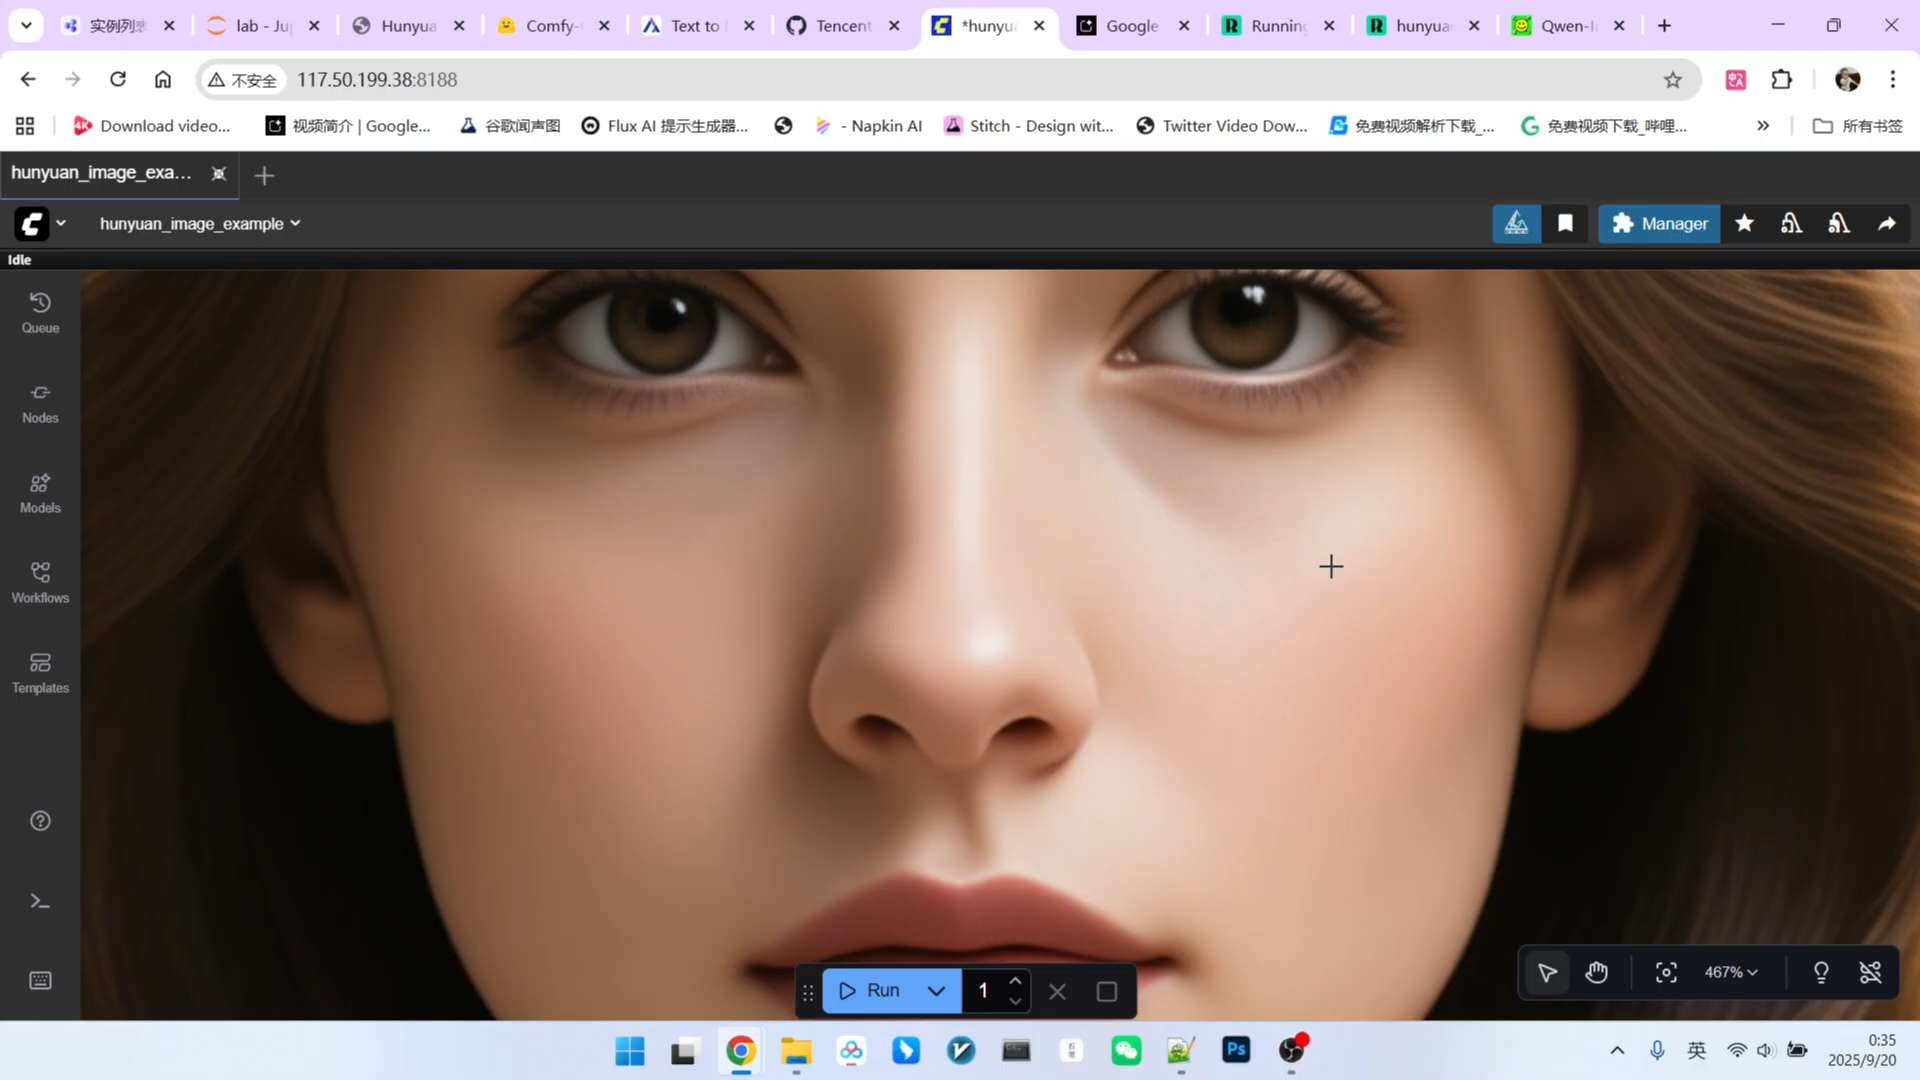 实例列表
lab - Ju
Hunyua
Comfy-
Text to
Tencent
*hunyu
Google
Running
hunyuan
Qwen-I
不安全
117.50.199.38:8188
Download video...
视频简介 | Google...
谷歌闻声图
Flux AI 提示生成器...
- Napkin AI
Stitch - Design wit...
Twitter Video Dow...
免费视频解析下载_...
免费视频下载_哔哩...
所有书签
hunyuan_image_exa...
hunyuan_image_example
Manager
Idle
Queue
Nodes
Models
Workflows
Templates
Run
1
467%
Ps
英
0:35
2025/9/20